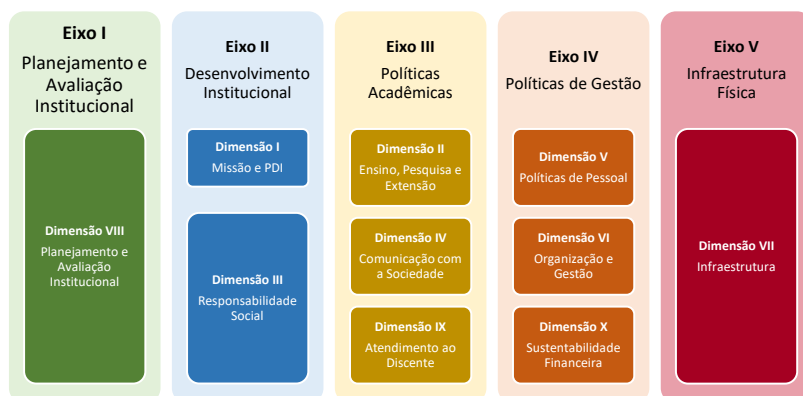 Eixo I
Planejamento e
Avaliação
Institucional
Dimensão VIII
Planejamento e
Avaliação
Institucional
Eixo II
Desenvolvimento
Institucional
Dimensão I
Missão e PDI
Dimensão III
Responsabilidade
Social
Eixo III
Políticas
Acadêmicas
Dimensão II
Ensino, Pesquisa e
Extensão
Dimensão IV
Comunicação com
a Sociedade
Dimensão IX
Atendimento ao
Discente
Eixo IV
Políticas de Gestão
Dimensão V
Políticas de Pessoal
Dimensão VI
Organização e
Gestão
Dimensão X
Sustentabilidade
Financeira
Eixo V
Infraestrutura
Física
Dimensão VII
Infraestrutura